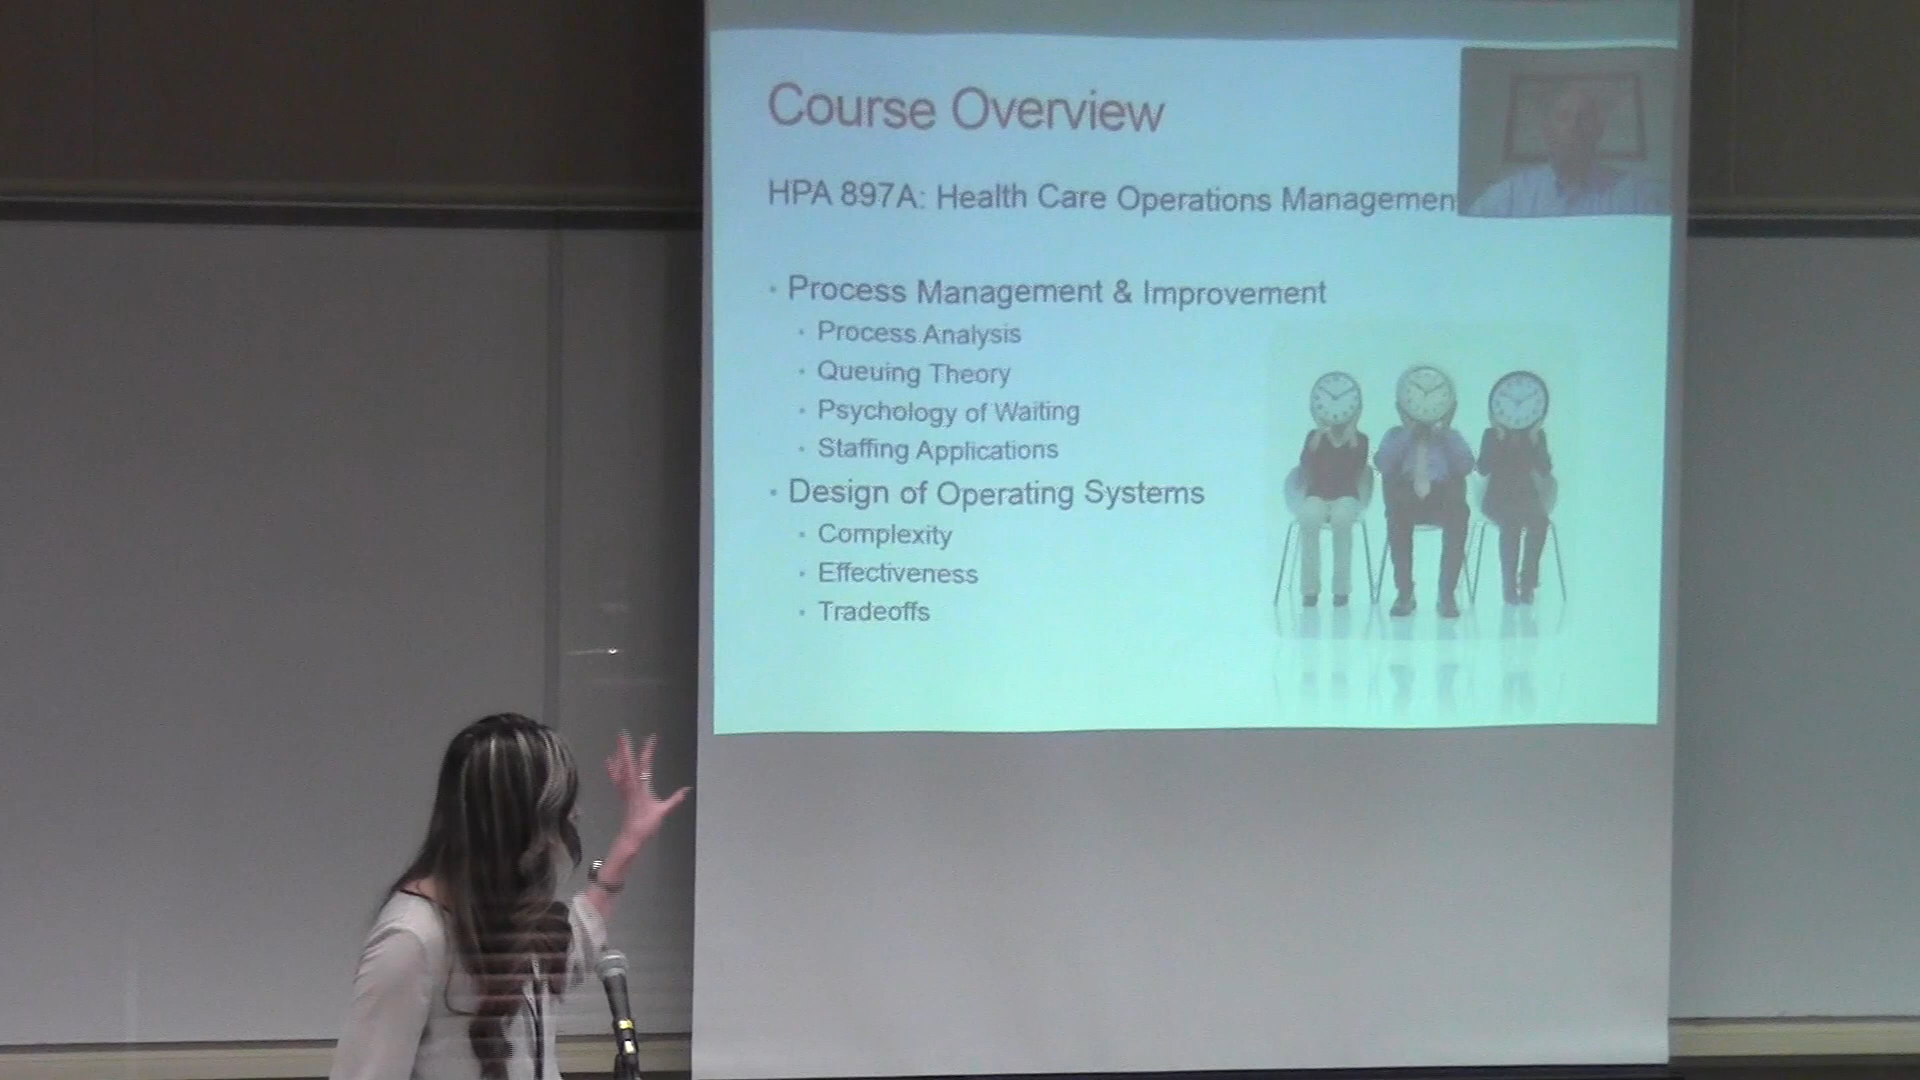 Course Overview
HPA 897A: Health Care Operations Managemen
• Process Management & Improvement
• Process Analysis
• Queuing Theory
• Psychology of Waiting
• Staffing Applications
• Design of Operating Systems
• Complexity
• Effectiveness
• Tradeoffs